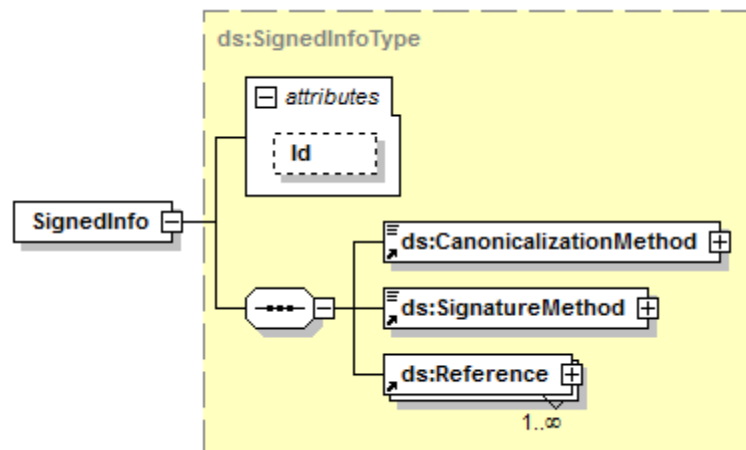 ds:SignedInfoType
attributes
Id
SignedInfo
ds:CanonicalizationMethod
ds:SignatureMethod
ds:Reference
1..∞